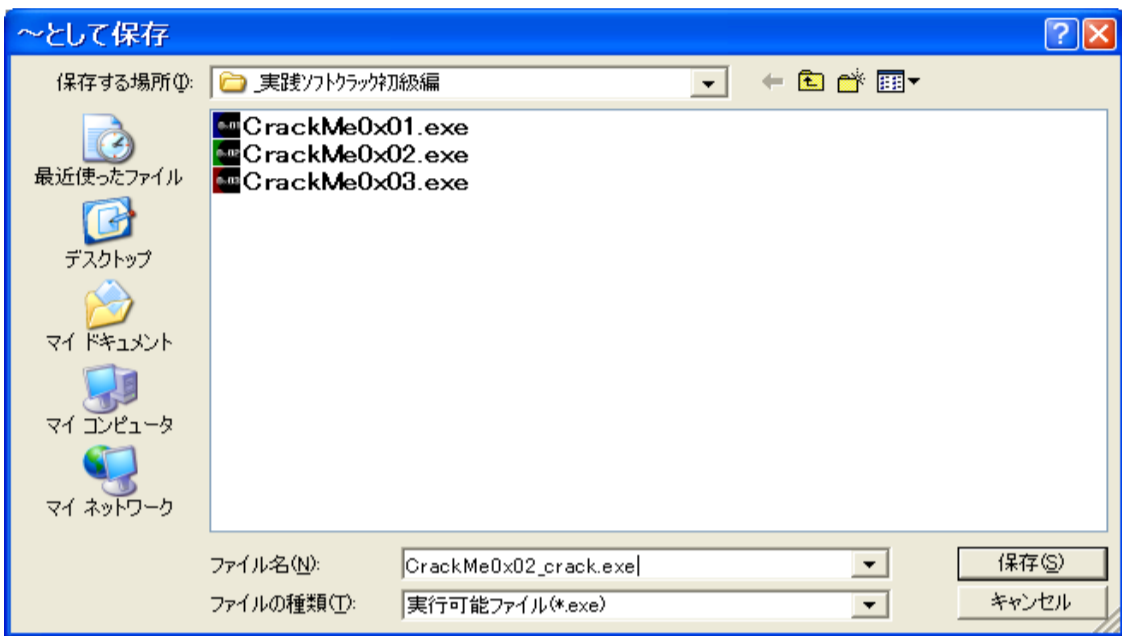 ～として保存
保存する場所(I):
_実践ソフトクラック初級編
CrackMe0x01.exe
CrackMe0x02.exe
CrackMe0x03.exe
最近使ったファイル
デスクトップ
マイ ドキュメント
マイ コンピュータ
マイ ネットワーク
ファイル名(N):
CrackMe0x02_crack.exe
保存(S)
ファイルの種類(T):
実行可能ファイル(*.exe)
キャンセル